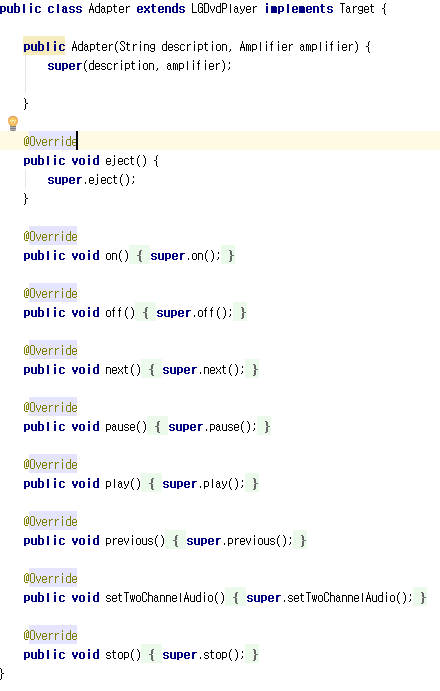 public class Adapter extends LGDvdPlayer implements Target {
public Adapter(String description, Amplifier amplifier) {
super(description, amplifier);
}
@Override
public void eject() {
super.eject();
}
@Override
public void on() { super.on(); }
@Override
public void off() { super.off(); }
@Override
public void next() { super.next(); }
@Override
public void pause() { super.pause(); }
@Override
public void play() { super.play(); }
@Override
public void previous() { super.previous(); }
@Override
public void setTwoChannelAudio() { super.setTwoChannelAudio(); }
@Override
public void stop() { super.stop(); }
}